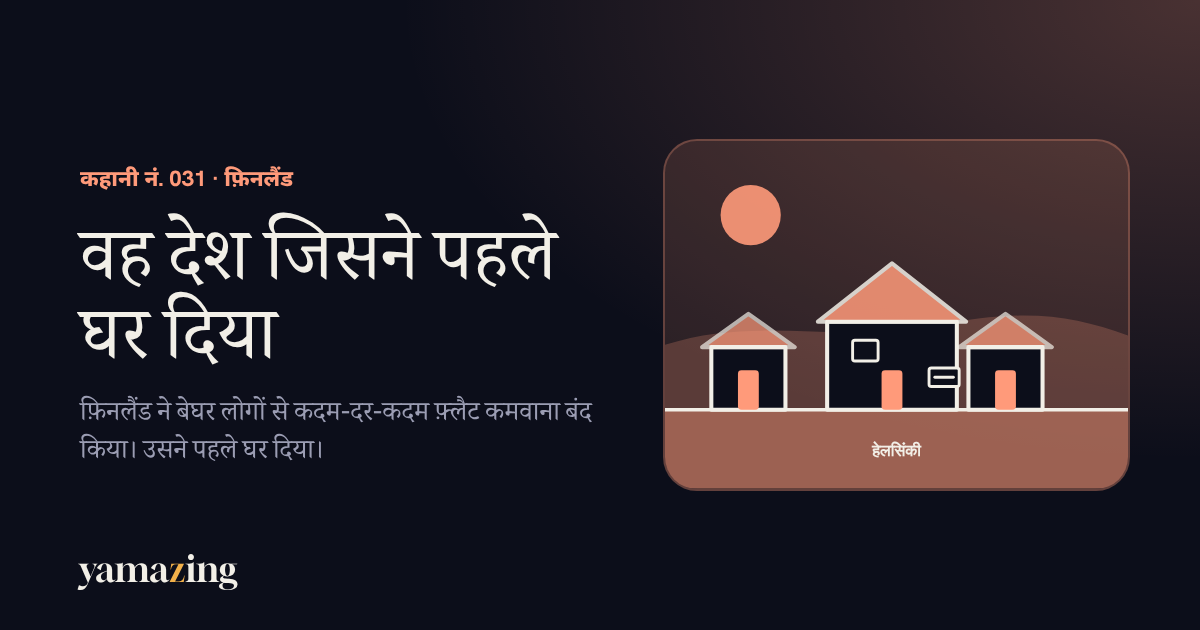 कहानी नं. 031 · फ़िनलैंड
वह देश जिसने पहले
घर दिया
फ़िनलैंड ने बेघर लोगों से कदम-दर-कदम फ़्लैट कमवाना बंद
किया। उसने पहले घर दिया।
हेलसिंकी
yamazing